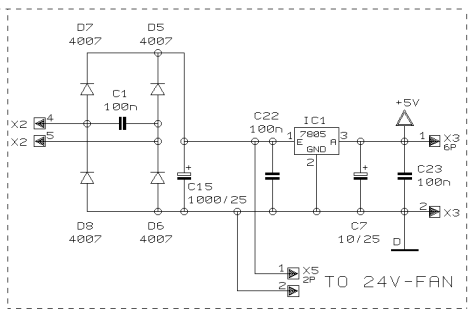 D7
4007
D5
4007
C1
100n
X2 4
X2 5
D8
4007
D6
4007
+
C15
1000/25
C22
100n
IC1
7805
1 E A 3
GND
2
+
C7
10/25
+5V
C23
100n
1 X3
6P
2 X3
D
1 X5
2P
2
TO 24V-FAN